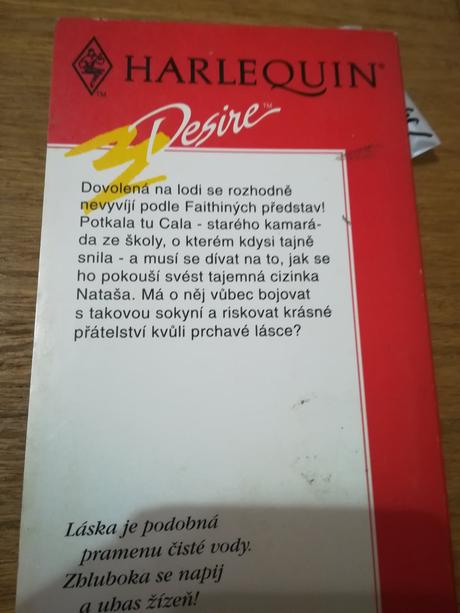 HARLEQUIN®
™
Desire™
Dovolená na lodi se rozhodně
nevyvíjí podle Faithiných představ!
Potkala tu Cala - starého kamará-
da ze školy, o kterém kdysi tajně
snila - a musí se dívat na to, jak se
ho pokouší svést tajemná cizinka
Nataša. Má o něj vůbec bojovat
s takovou sokyní a riskovat krásné
přátelství kvůli prchavé lásce?
Láska je podobná
pramenu čisté vody.
Zhluboka se napij
a uhas žízeň!